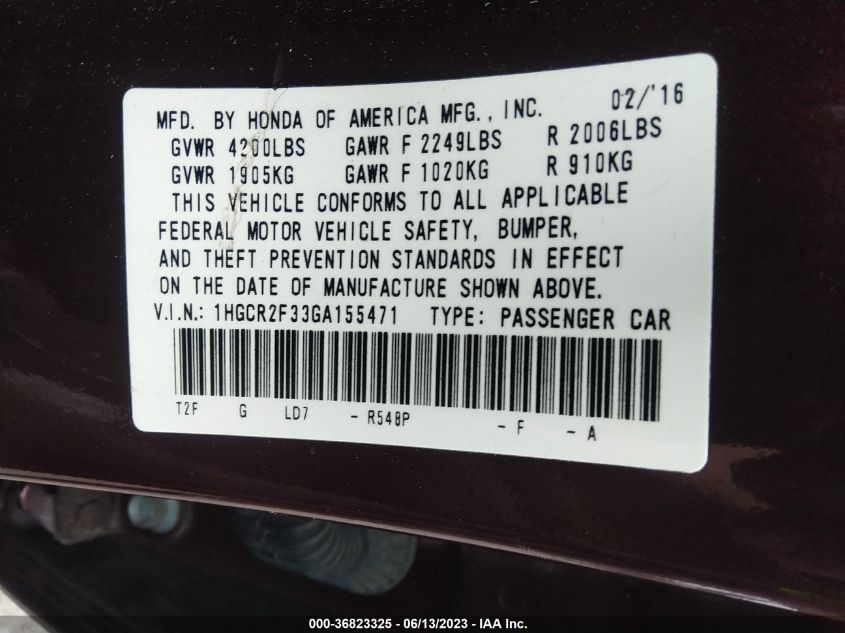 MFD. BY HONDA OF AMERICA MFG., INC. 02/'16
GVWR 4200LBS GAWR F 2249LBS R 2006LBS
GVWR 1905KG GAWR F 1020KG R 910KG
THIS VEHICLE CONFORMS TO ALL APPLICABLE
FEDERAL MOTOR VEHICLE SAFETY, BUMPER,
AND THEFT PREVENTION STANDARDS IN EFFECT
ON THE DATE OF MANUFACTURE SHOWN ABOVE.
V.I.N.: 1HGCR2F33GA155471 TYPE: PASSENGER CAR
T2F G LD7 - R548P - F - A
000-36823325 - 06/13/2023 - IAA Inc.